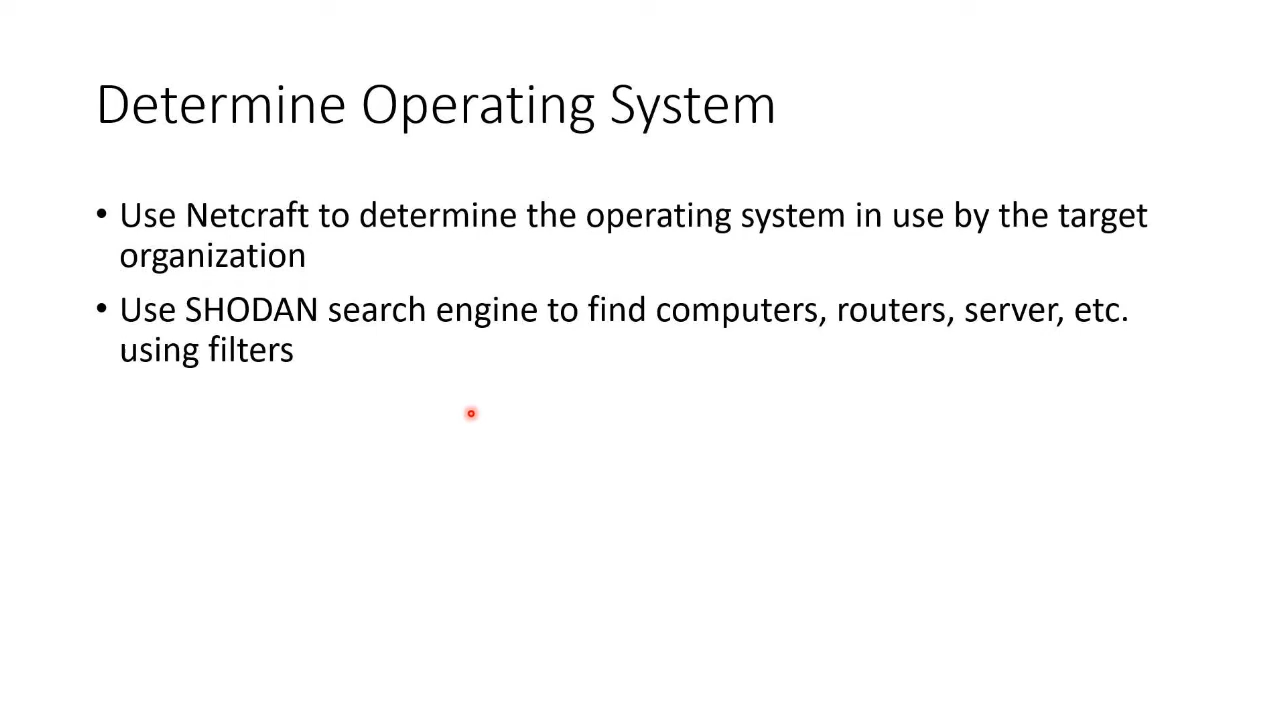 Determine Operating System
• Use Netcraft to determine the operating system in use by the target
organization
• Use SHODAN search engine to find computers, routers, server, etc.
using filters